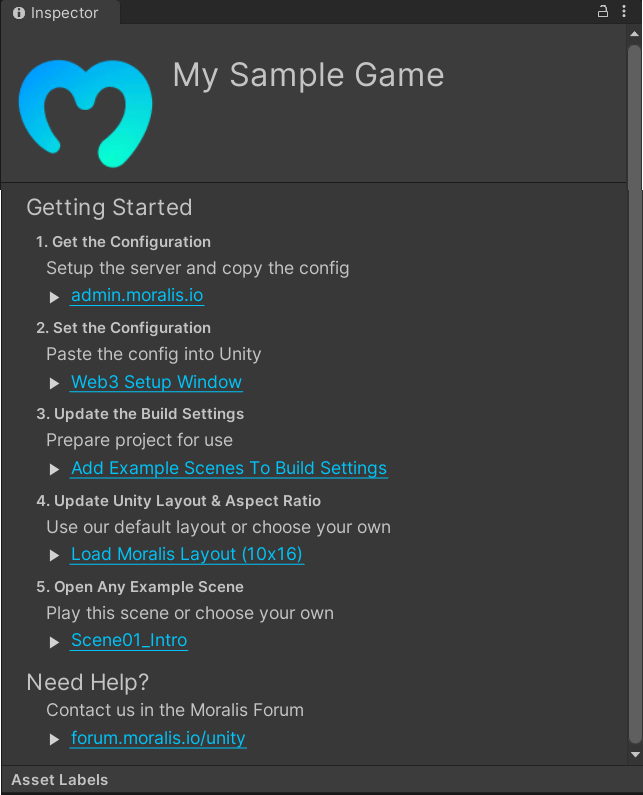 Inspector
My Sample Game
Getting Started
1. Get the Configuration
Setup the server and copy the config
admin.moralis.io
2. Set the Configuration
Paste the config into Unity
Web3 Setup Window
3. Update the Build Settings
Prepare project for use
Add Example Scenes To Build Settings
4. Update Unity Layout & Aspect Ratio
Use our default layout or choose your own
Load Moralis Layout (10x16)
5. Open Any Example Scene
Play this scene or choose your own
Scene01_Intro
Need Help?
Contact us in the Moralis Forum
forum.moralis.io/unity
Asset Labels